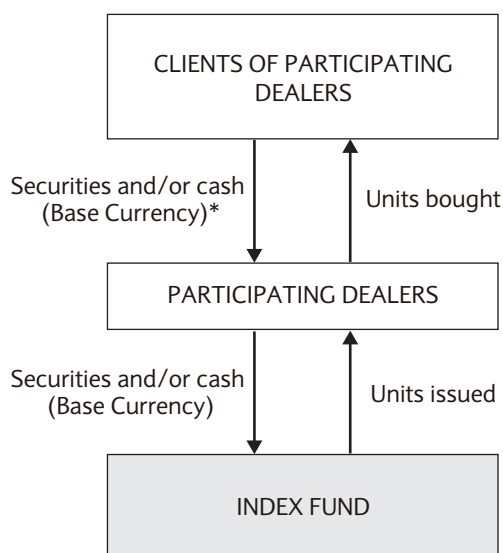 CLIENTS OF PARTICIPATING
DEALERS
Securities and/or cash
(Base Currency)*
Units bought
PARTICIPATING DEALERS
Securities and/or cash
(Base Currency)
Units issued
INDEX FUND